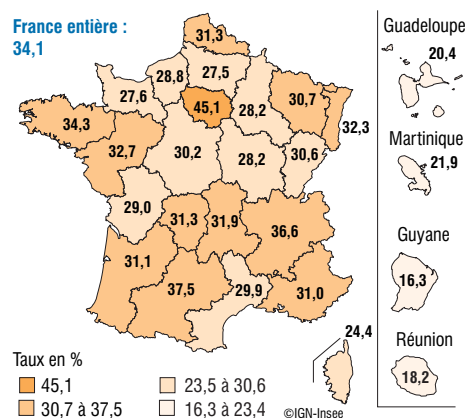 France entière :
34,1
31,3
28,8
27,5
27,6
45,1
28,2
30,7
32,3
34,3
32,7
30,2
28,2
30,6
29,0
31,3
31,9
36,6
31,1
37,5
29,9
31,0
24,4
Guadeloupe
20,4
Martinique
21,9
Guyane
16,3
Réunion
18,2
Taux en %
45,1
30,7 à 37,5
23,5 à 30,6
16,3 à 23,4
©IGN-Insee